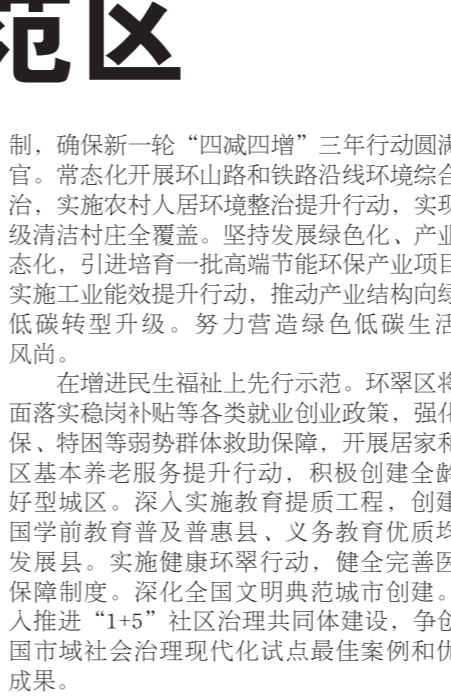 范区
制，确保新一轮“四减四增”三年行动圆满
官。常态化开展环山路和铁路沿线环境综合
治，实施农村人居环境整治提升行动，实现
级清洁村庄全覆盖。坚持发展绿色化、产业
态化，引进培育一批高端节能环保产业项目
实施工业能效提升行动，推动产业结构向绿
低碳转型升级。努力营造绿色低碳生活
风尚。
在增进民生福祉上先行示范。环翠区将
面落实稳岗补贴等各类就业创业政策，强化
保、特困等弱势群体救助保障，开展居家和
区基本养老服务提升行动，积极创建全龄
好型城区。深入实施教育提质工程，创建
国学前教育普及普惠县、义务教育优质均
发展县。实施健康环翠行动，健全完善医
保障制度。深化全国文明典范城市创建。
入推进“1+5”社区治理共同体建设，争创
国市域社会治理现代化试点最佳案例和优
成果。